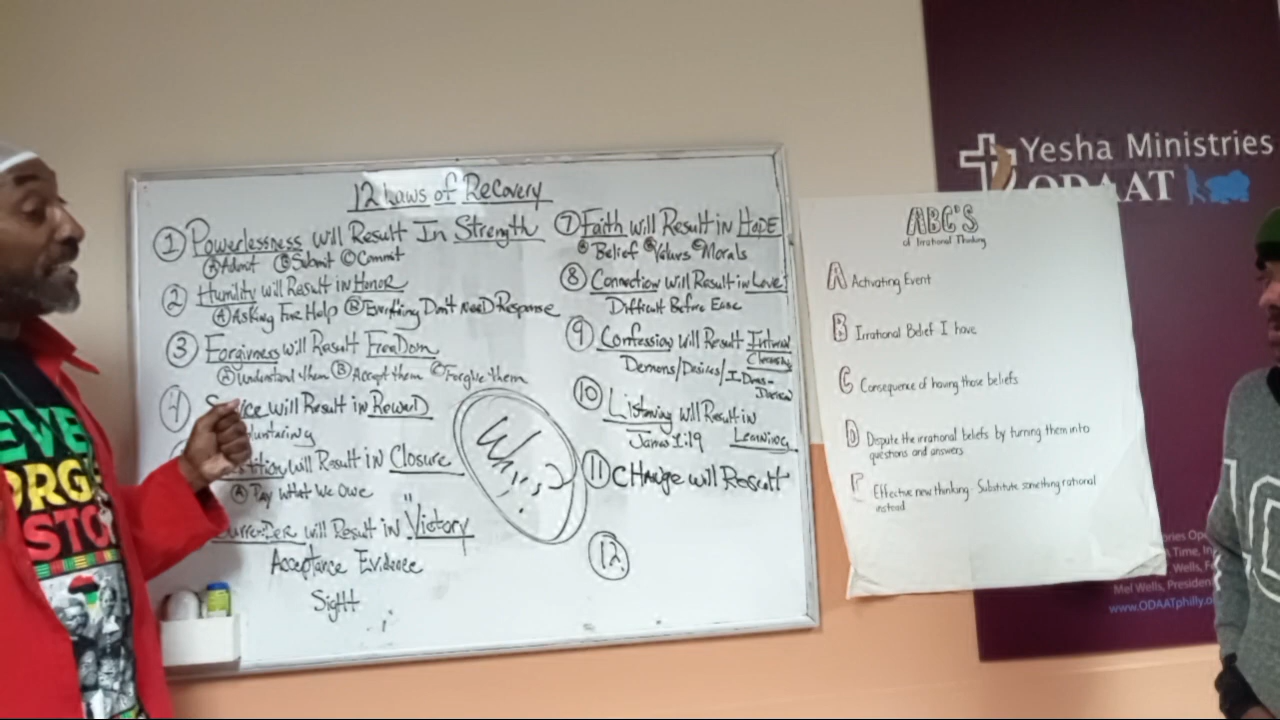 12 Laws of Recovery
① Powerlessness will Result In Strength
Ⓐ Admit Ⓑ Submit Ⓒ Commit
② Humility will Result in Honor
Ⓐ Asking For Help Ⓑ Everything Don't Need Response
③ Forgivness will Result Freedom
Ⓐ understand them Ⓑ Accept them Ⓒ Forgive them
④ Service will Result in Reward
will Result in Closure
Ⓐ Pay What We Owe
will Result in "Victory
Acceptance Evidence
Sight
Why?
⑦ Faith will Result in Hope
Ⓐ Belief Ⓑ Values Ⓒ Morals
⑧ Connection will Result in Love
Difficult Before Ease
⑨ Confession will Result Internal
Cleansing
Demons/Desires/
⑩ Listening will Result in
James 1:19 Learning
⑪ CHange will Result
⑫
ABC'S
of Irrational Thinking
A Activating Event
B Irrational Belief I have
C Consequence of having those beliefs
D Dispute the irrational beliefs by turning them into
questions and answers
Effective new thinking. Substitute something rational
instead
Yesha Ministries
ODAAT
Time, In
Wells, Fo
Mel Wells, President
www.ODAATphilly.o